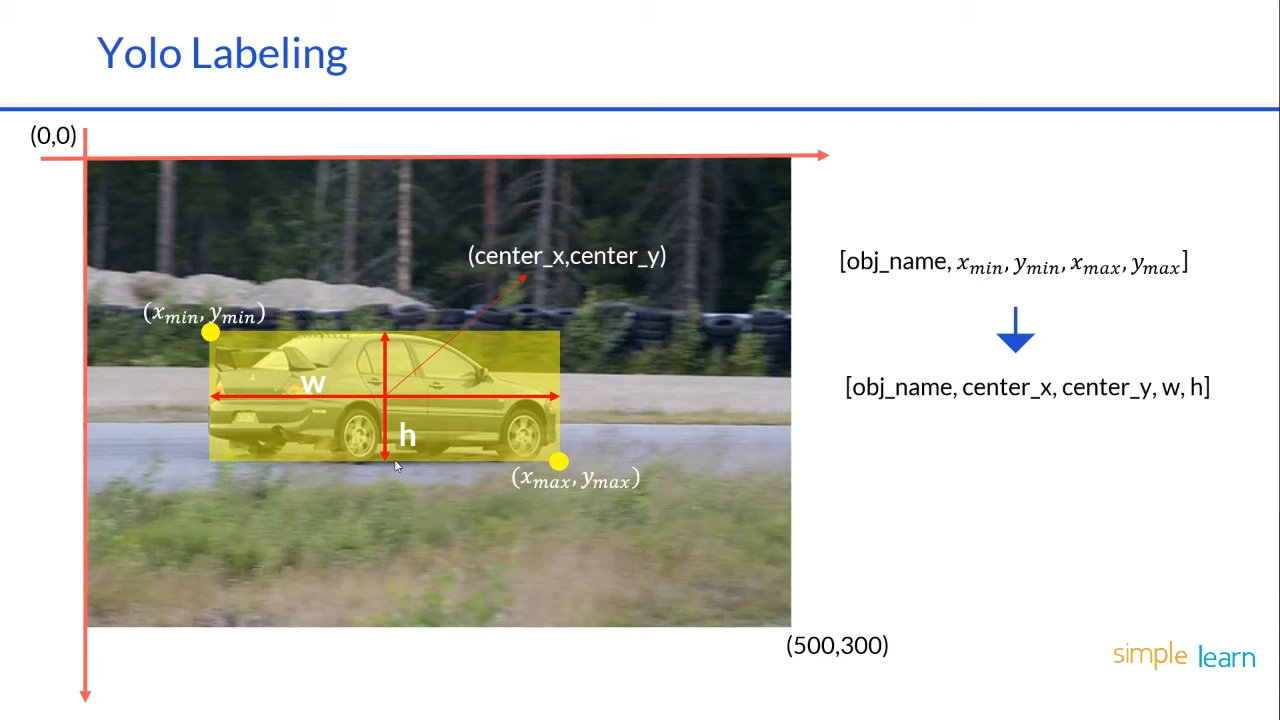 Yolo Labeling
(0,0)
(center_x,center_y)
[obj_name, x_min, y_min, x_max, y_max]
(x_min, y_min)
w
[obj_name, center_x, center_y, w, h]
h
(x_max, y_max)
(500,300)
simple learn